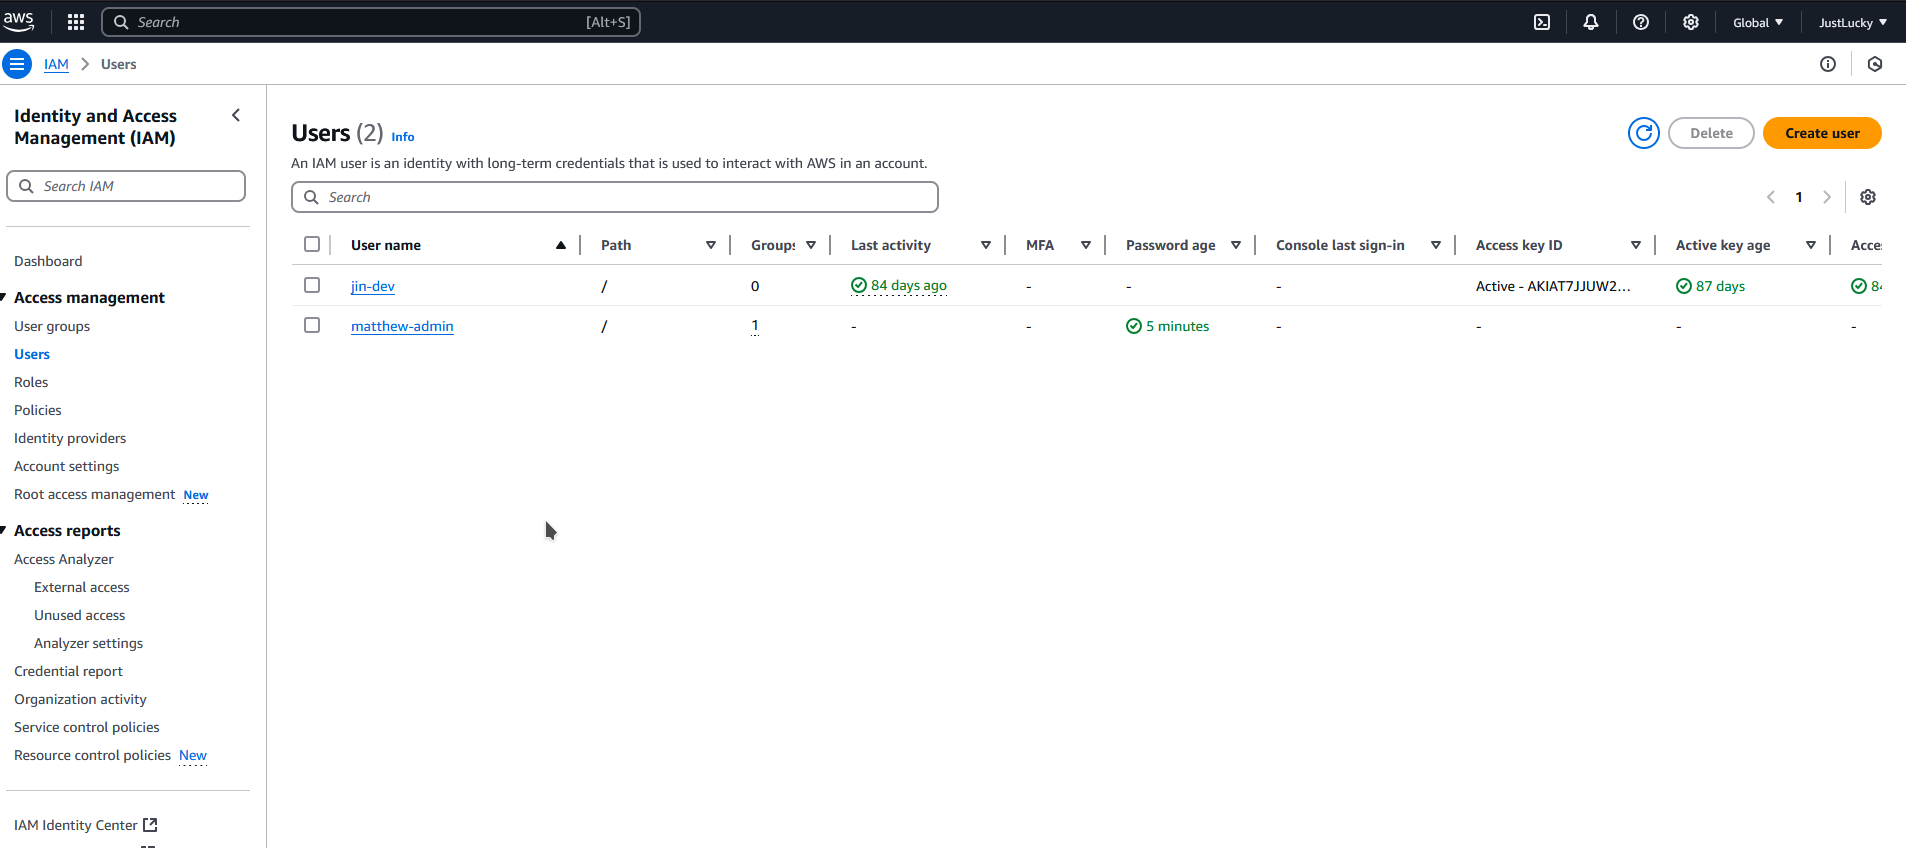 aws Search [Alt+S] Global JustLucky
IAM Users
Identity and Access
Management (IAM)
Search IAM
Dashboard
Access management
User groups
Users
Roles
Policies
Identity providers
Account settings
Root access management New
Access reports
Access Analyzer
External access
Unused access
Analyzer settings
Credential report
Organization activity
Service control policies
Resource control policies New
IAM Identity Center
Users (2) Info
Delete Create user
An IAM user is an identity with long-term credentials that is used to interact with AWS in an account.
Search
1
User name Path Groups Last activity MFA Password age Console last sign-in Access key ID Active key age
jin-dev / 0 84 days ago - - - Active - AKIAT7JJUW2... 87 days
matthew-admin / 1 - - 5 minutes - - - -